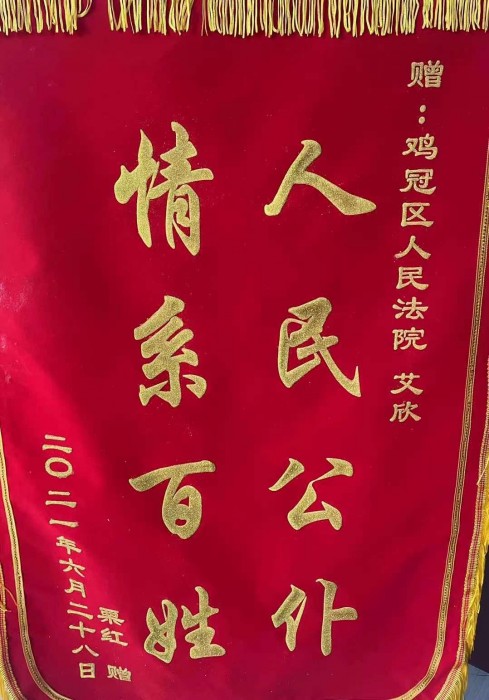 赠：鸡冠区人民法院 艾欣
人民公仆
情系百姓
栗红 赠
二〇二一年六月二十八日